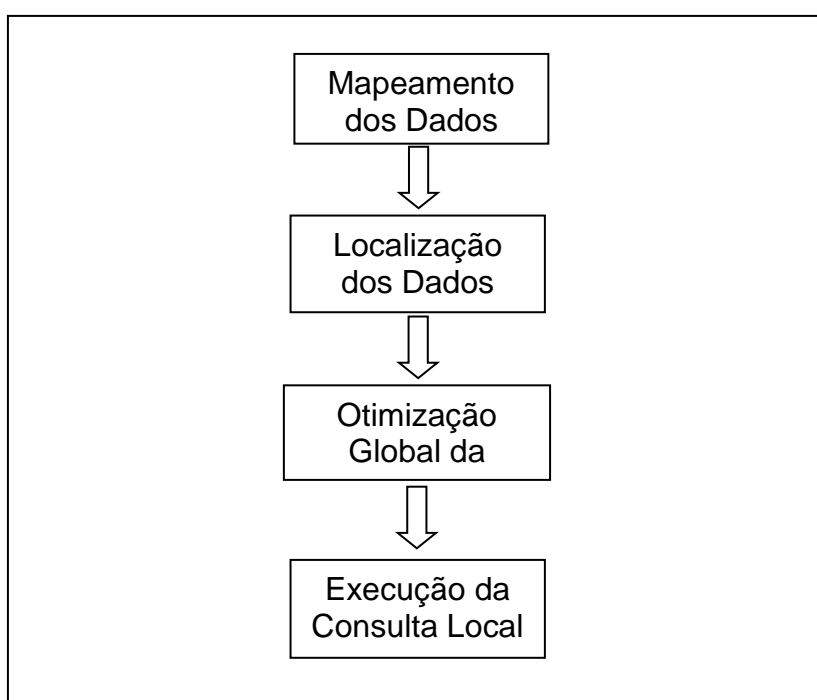 Mapeamento
dos Dados
Localização
dos Dados
Otimização
Global da
Execução da
Consulta Local